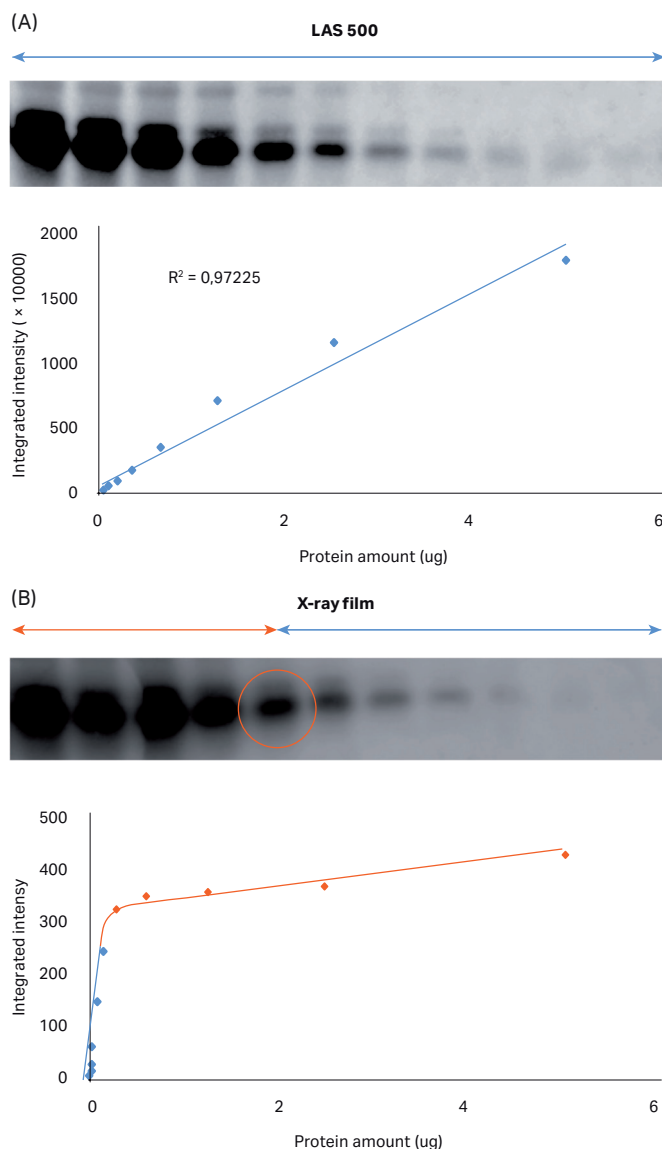 (A)
LAS 500
2000
1500
1000
500
0
Integrated intensity ( × 10000)
R² = 0,97225
0 2 4 6
Protein amount (ug)
(B)
X-ray film
500
400
300
200
100
0
Integrated intensy
0 2 4 6
Protein amount (ug)